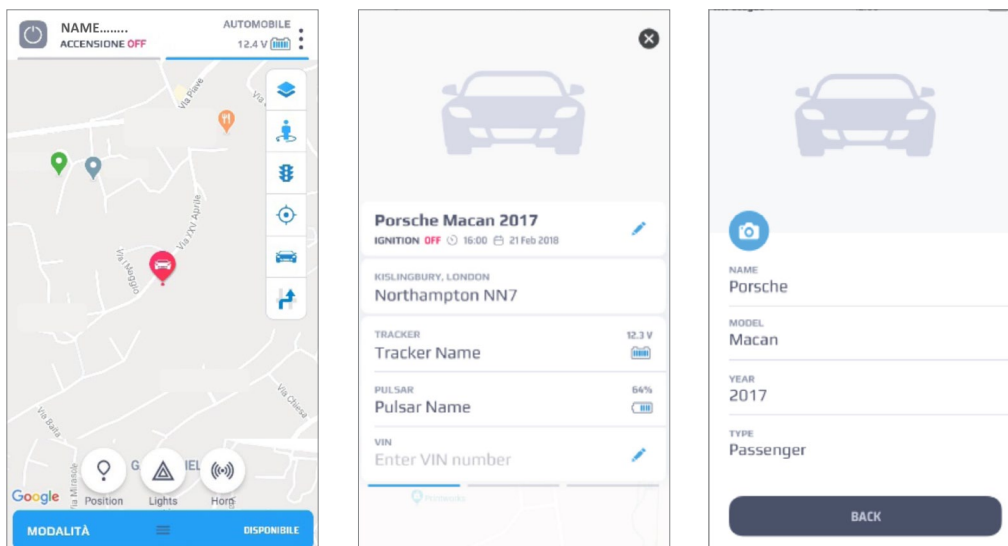 NAME........
ACCENSIONE OFF
AUTOMOBILE
12.4 V
Via Piave
Via XXV Aprile
Via I Maggio
Via Chiesa
Via Balta
Via Mirasole
G
IEL
Position
Lights
Horn
Google
MODALITÀ
DISPONIBILE
Porsche Macan 2017
IGNITION OFF 16:00 21 Feb 2018
KISLINGBURY, LONDON
Northampton NN7
TRACKER
12.3 V
Tracker Name
PULSAR
64%
Pulsar Name
VIN
Enter VIN number
NAME
Porsche
MODEL
Macan
YEAR
2017
TYPE
Passenger
BACK